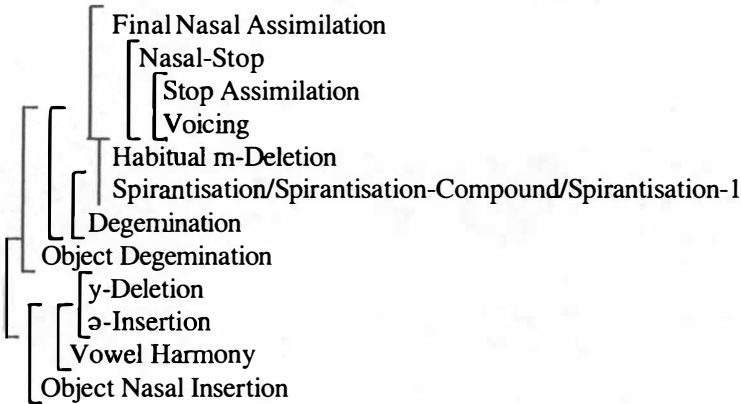 Final Nasal Assimilation
Nasal-Stop
Stop Assimilation
Voicing
Habitual m-Deletion
Spirantisation/Spirantisation-Compound/Spirantisation-1
Degemination
Object Degemination
y-Deletion
ə-Insertion
Vowel Harmony
Object Nasal Insertion